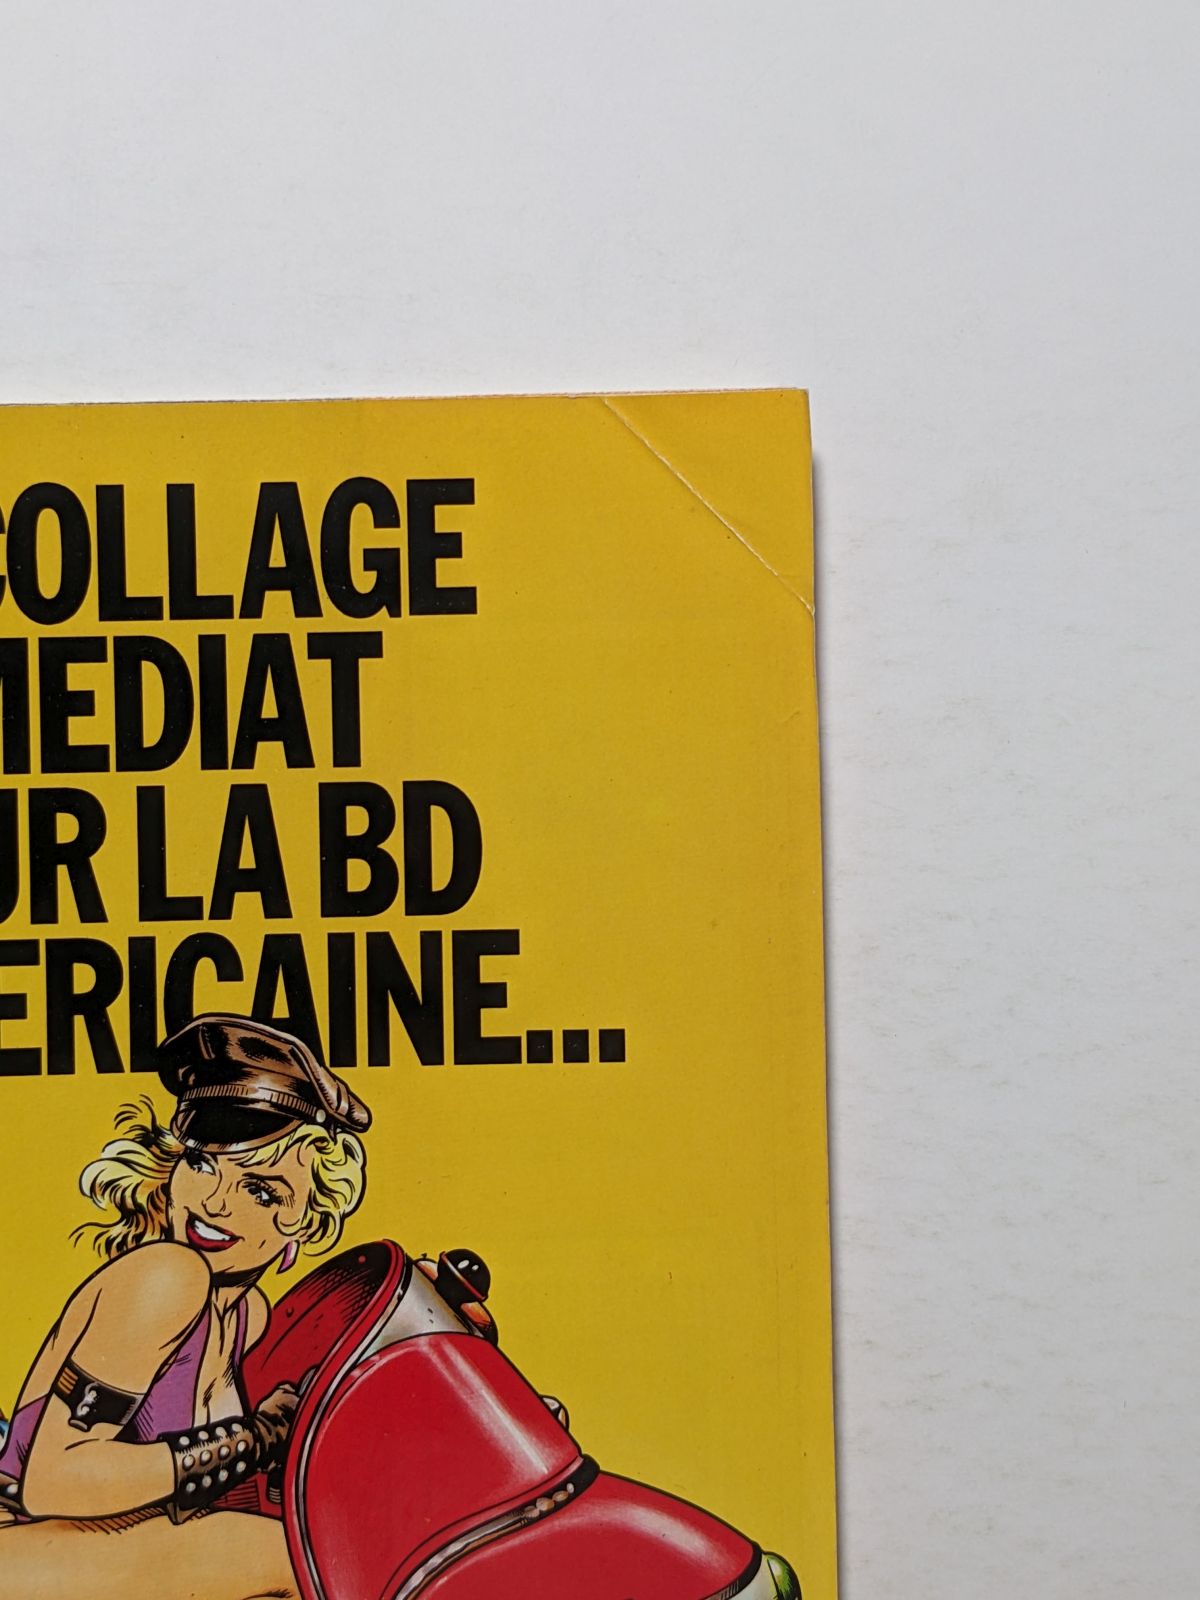 COLLAGE
MEDIAT
UR LA BD
ERICAINE...